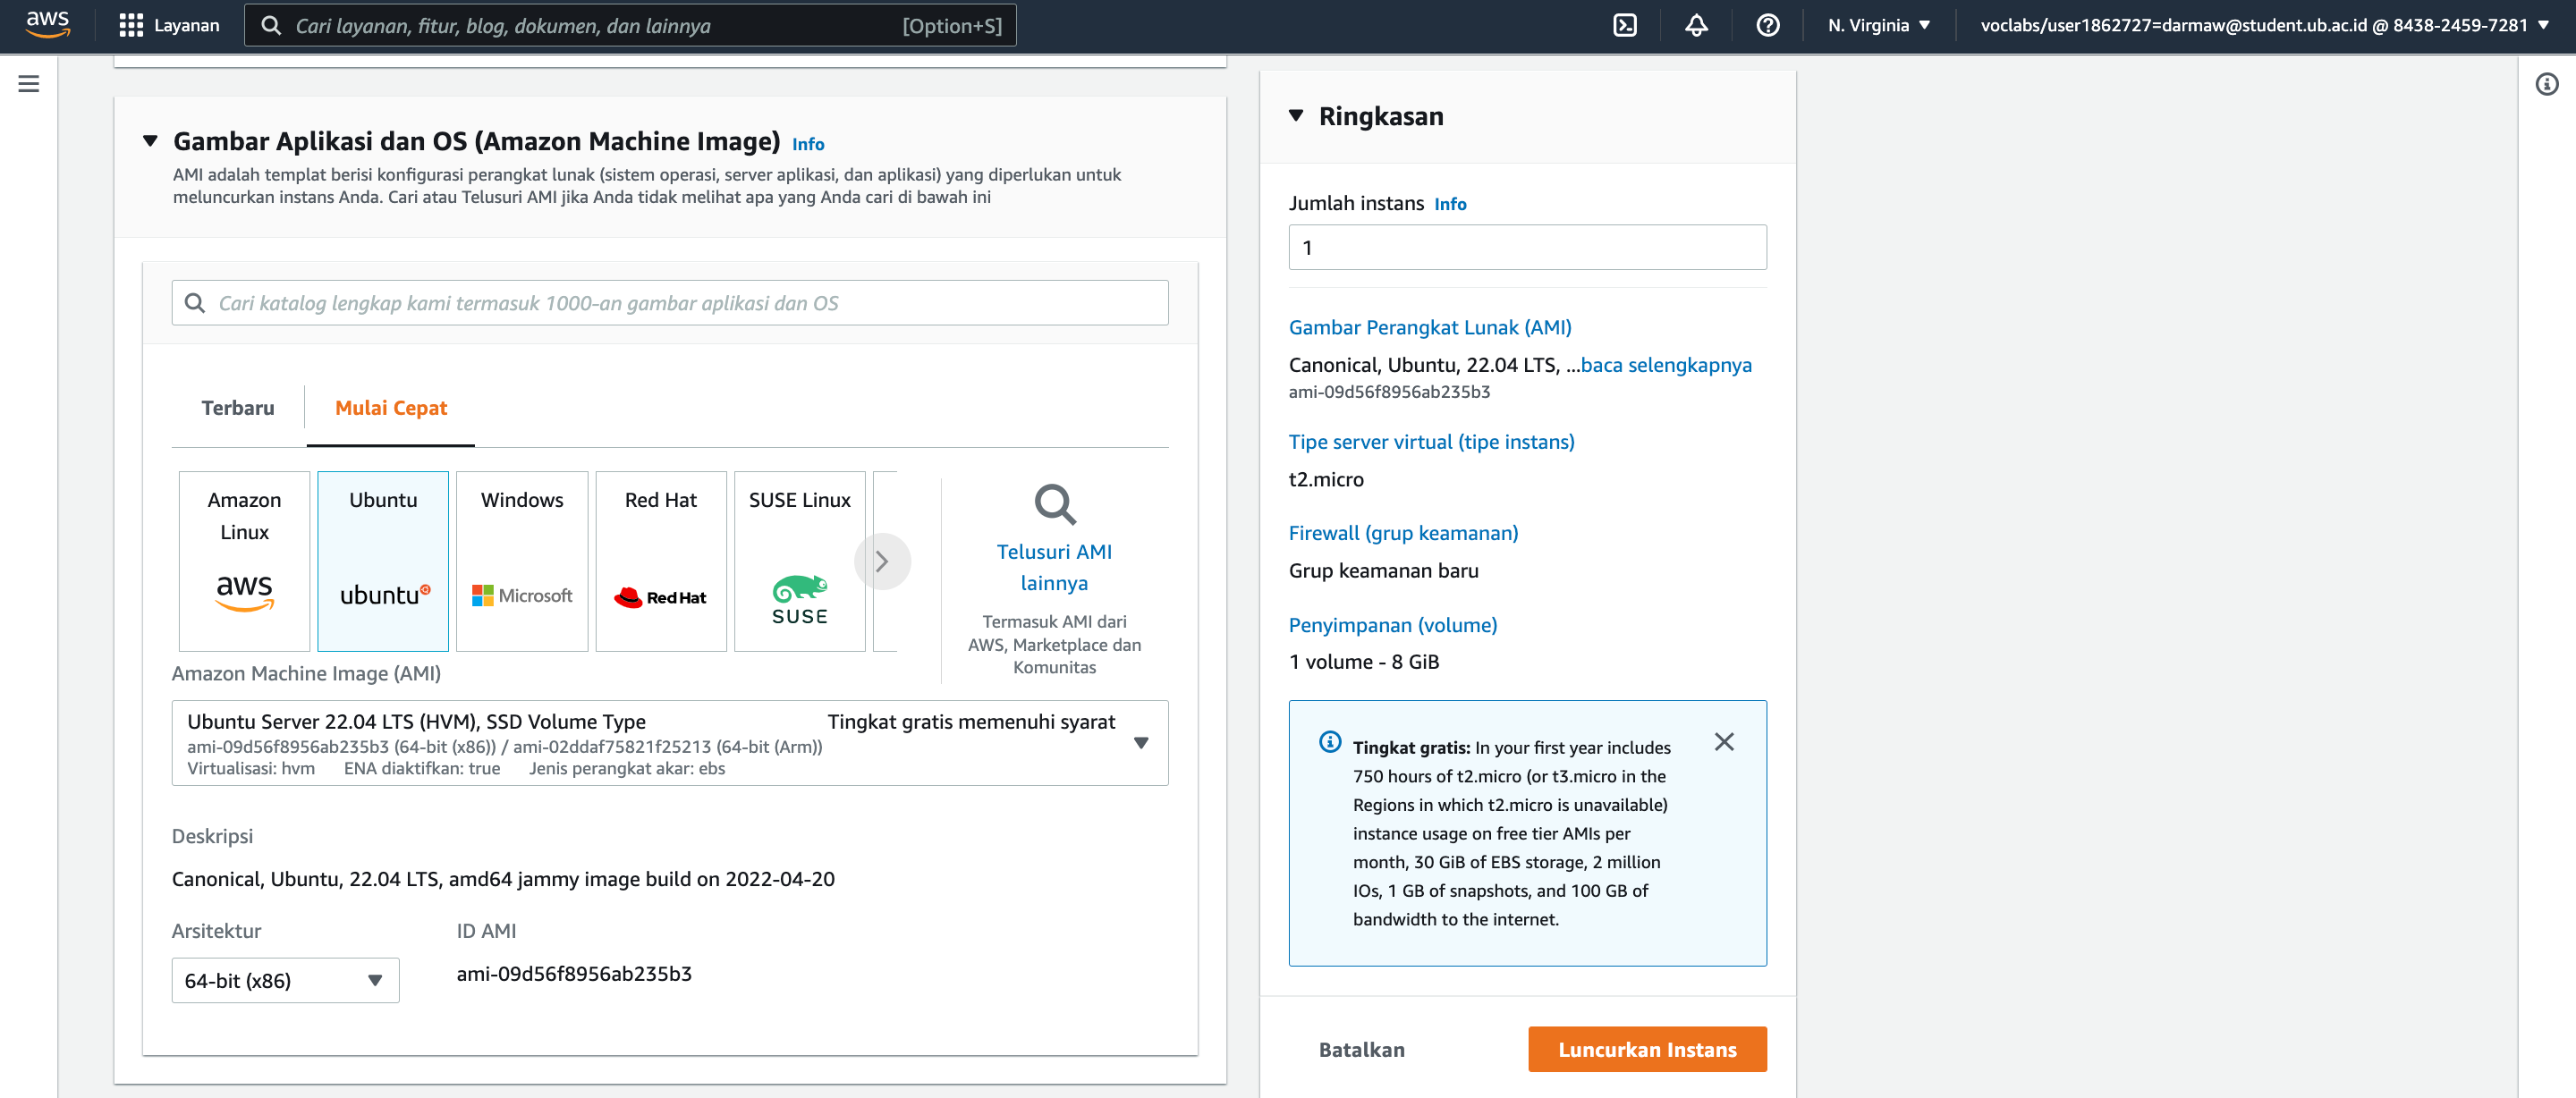 aws
Layanan
Cari layanan, fitur, blog, dokumen, dan lainnya
[Option+S]
N. Virginia
voclabs/user1862727=darmaw@student.ub.ac.id @ 8438-2459-7281
Gambar Aplikasi dan OS (Amazon Machine Image) Info
AMI adalah templat berisi konfigurasi perangkat lunak (sistem operasi, server aplikasi, dan aplikasi) yang diperlukan untuk
meluncurkan instans Anda. Cari atau Telusuri AMI jika Anda tidak melihat apa yang Anda cari di bawah ini
Cari katalog lengkap kami termasuk 1000-an gambar aplikasi dan OS
Terbaru
Mulai Cepat
Amazon
Linux
aws
Ubuntu
ubuntu
Windows
Microsoft
Red Hat
Red Hat
SUSE Linux
SUSE
Telusuri AMI
lainnya
Termasuk AMI dari
AWS, Marketplace dan
Komunitas
Amazon Machine Image (AMI)
Ubuntu Server 22.04 LTS (HVM), SSD Volume Type
Tingkat gratis memenuhi syarat
ami-09d56f8956ab235b3 (64-bit (x86)) / ami-02ddaf75821f25213 (64-bit (Arm))
Virtualisasi: hvm ENA diaktifkan: true Jenis perangkat akar: ebs
Deskripsi
Canonical, Ubuntu, 22.04 LTS, amd64 jammy image build on 2022-04-20
Arsitektur
64-bit (x86)
ID AMI
ami-09d56f8956ab235b3
Ringkasan
Jumlah instans Info
1
Gambar Perangkat Lunak (AMI)
Canonical, Ubuntu, 22.04 LTS, ...baca selengkapnya
ami-09d56f8956ab235b3
Tipe server virtual (tipe instans)
t2.micro
Firewall (grup keamanan)
Grup keamanan baru
Penyimpanan (volume)
1 volume - 8 GiB
Tingkat gratis: In your first year includes
750 hours of t2.micro (or t3.micro in the
Regions in which t2.micro is unavailable)
instance usage on free tier AMIs per
month, 30 GiB of EBS storage, 2 million
IOs, 1 GB of snapshots, and 100 GB of
bandwidth to the internet.
Batalkan
Luncurkan Instans